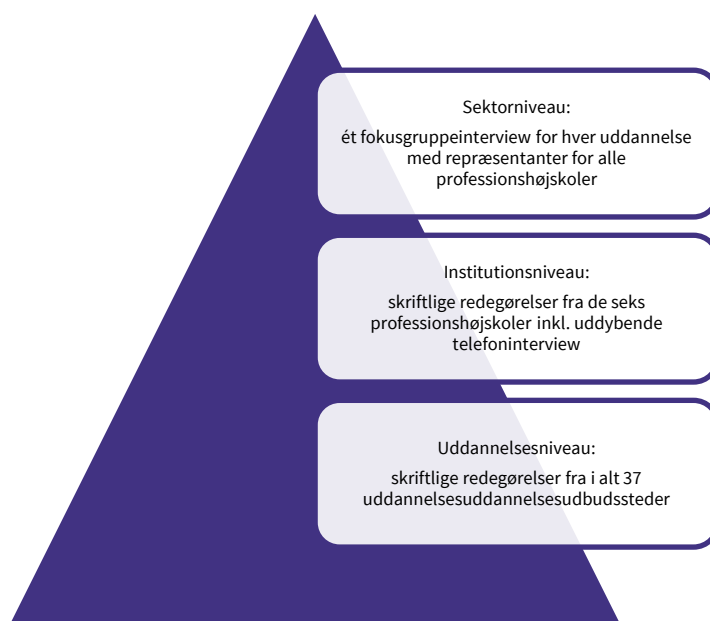 Sektorniveau:
ét fokusgruppeinterview for hver uddannelse
med repræsentanter for alle
professionshøjskoler
Institutionsniveau:
skriftlige redegørelser fra de seks
professionshøjskoler inkl. uddybende
telefoninterview
Uddannelsesniveau:
skriftlige redegørelser fra i alt 37
uddannelsesuddannelsesudbudssteder